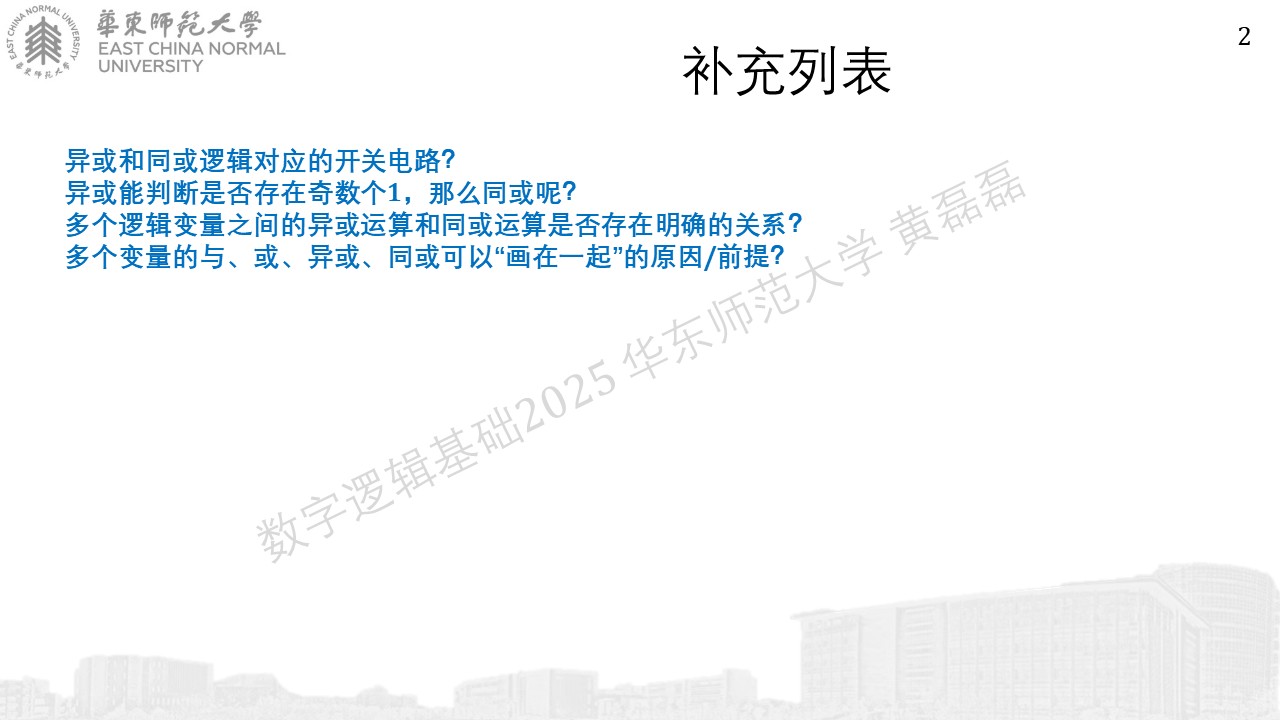 華東師範大學
EAST CHINA NORMAL
UNIVERSITY
EAST CHINA NORMAL UNIVERSITY
華東師范大學
2
补充列表
异或和同或逻辑对应的开关电路?
异或能判断是否存在奇数个1，那么同或呢?
多个逻辑变量之间的异或运算和同或运算是否存在明确的关系?
多个变量的与、或、异或、同或可以“画在一起”的原因/前提?
数字逻辑基础2025 华东师范大学 黄磊磊